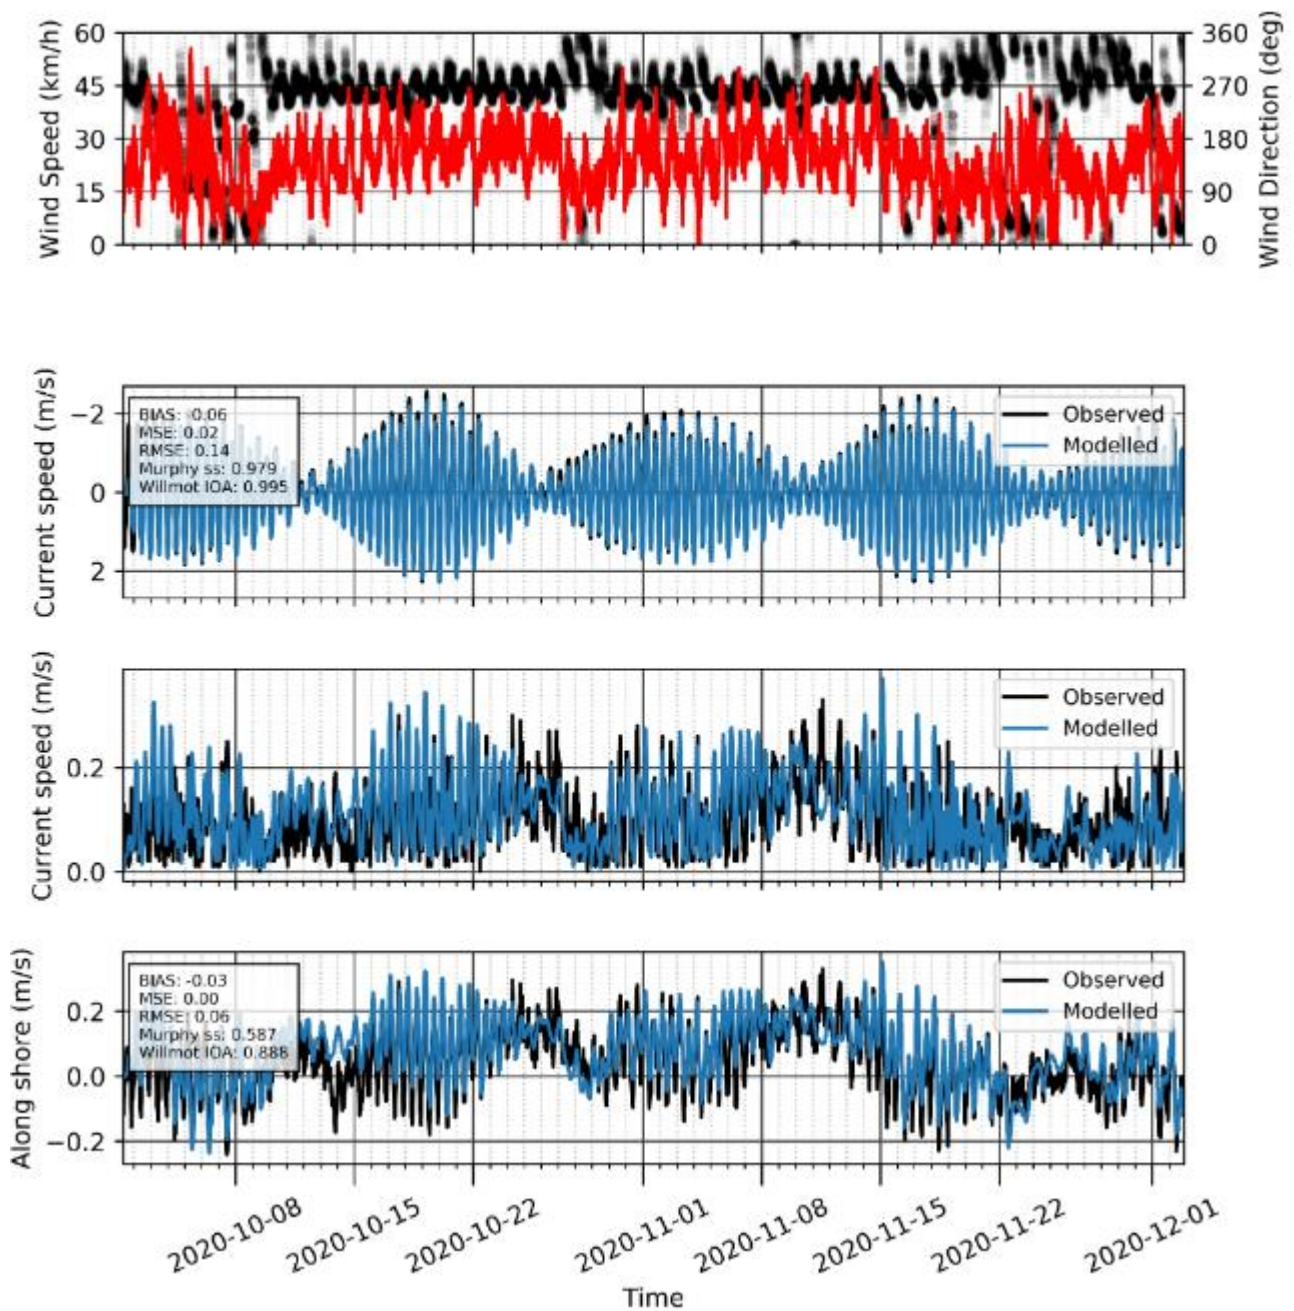 Wind Speed (km/h)
60
45
30
15
0
360
270
180
90
0
Wind Direction (deg)
Current speed (m/s)
−2
0
2
BIAS: -0.06
MSE: 0.02
RMSE: 0.14
Murphy ss: 0.979
Willmot IOA: 0.995
Observed
Modelled
Current speed (m/s)
0.2
0.0
Observed
Modelled
Along shore (m/s)
0.2
0.0
−0.2
BIAS: -0.03
MSE: 0.00
RMSE: 0.06
Murphy ss: 0.587
Willmot IOA: 0.888
Observed
Modelled
2020-10-08
2020-10-15
2020-10-22
2020-11-01
2020-11-08
2020-11-15
2020-11-22
2020-12-01
Time